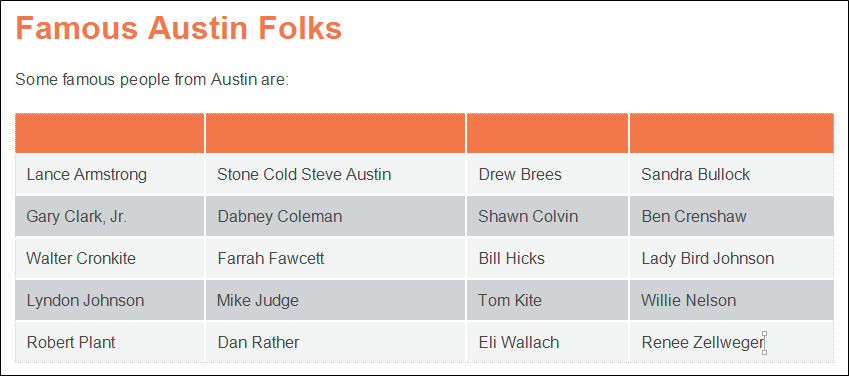 Famous Austin Folks
Some famous people from Austin are:
Lance Armstrong Stone Cold Steve Austin Drew Brees Sandra Bullock
Gary Clark, Jr. Dabney Coleman Shawn Colvin Ben Crenshaw
Walter Cronkite Farrah Fawcett Bill Hicks Lady Bird Johnson
Lyndon Johnson Mike Judge Tom Kite Willie Nelson
Robert Plant Dan Rather Eli Wallach Renee Zellweger